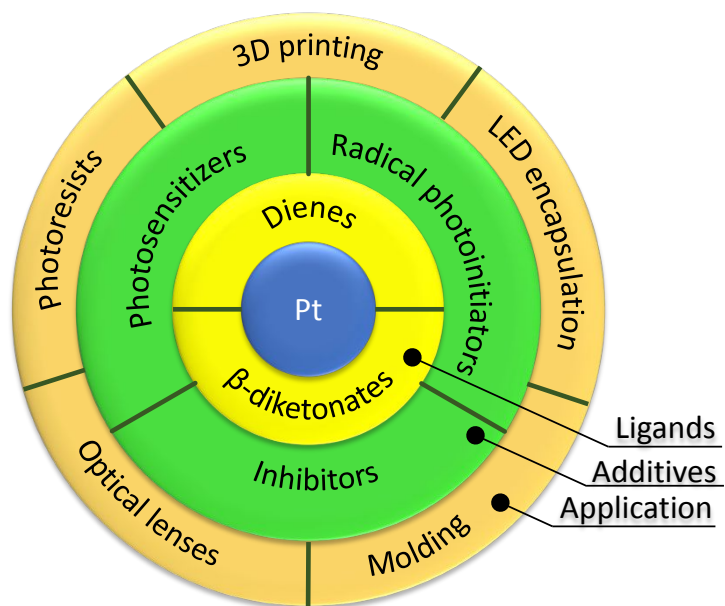 3D printing
LED encapsulation
Photoresists
Photosensitizers
Radical photoinitiators
Dienes
Pt
β-diketonates
Inhibitors
Optical lenses
Molding
Ligands
Additives
Application